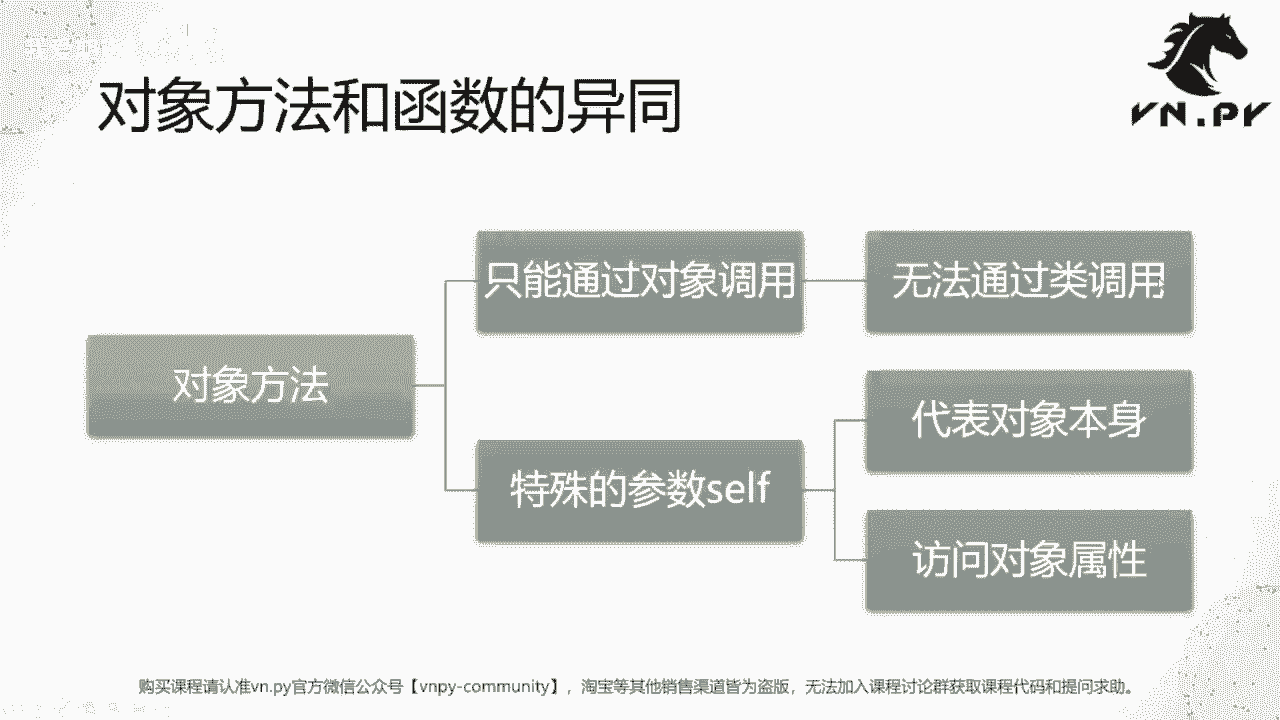 对象方法和函数的异同
VN.PY
只能通过对象调用
无法通过类调用
对象方法
特殊的参数self
代表对象本身
访问对象属性
购买课程请认准vn.py官方微信公众号【vnpy-community】，淘宝等其他销售渠道皆为盗版，无法加入课程讨论群获取课程代码和提问求助。